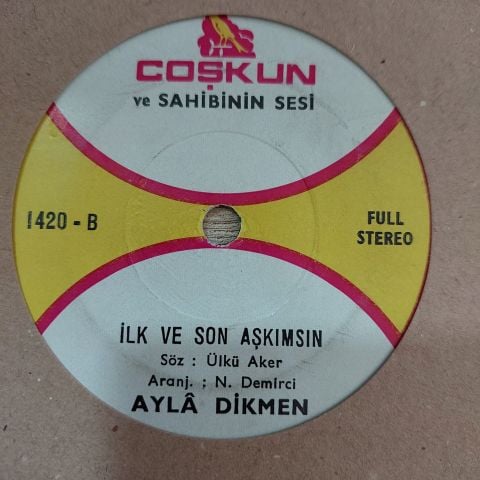 COŞKUN
ve SAHİBİNİN SESİ
1420 - B
FULL
STEREO
İLK VE SON AŞKIMSIN
Söz : Ülkü Aker
Aranj. ; N. Demirci
AYLÂ DİKMEN